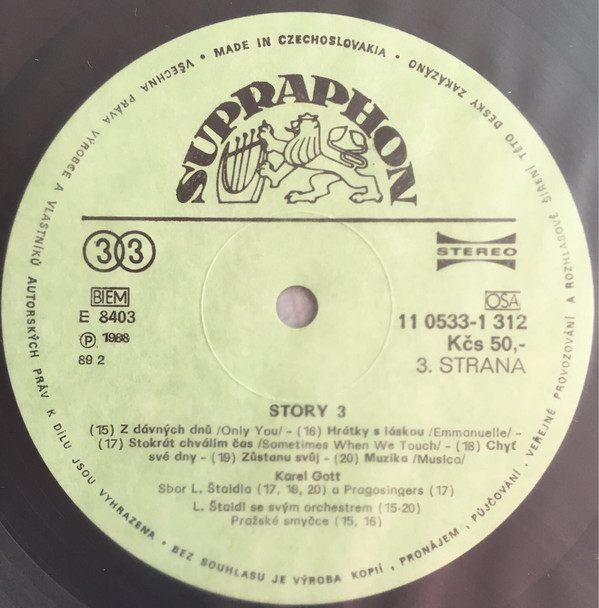 VŠECHNA PRÁVA VÝROBCE A VLASTNÍKŮ AUTORSKÝCH PRÁV K DÍLU JSOU VYHRAZENA • BEZ SOUHLASU JE VÝROBA KOPIÍ, PRONÁJEM, PŮJČOVÁNÍ • VEŘEJNÉ PROVOZOVÁNÍ A ROZHLASOVÉ ŠÍŘENÍ TÉTO DESKY ZAKÁZÁNO • MADE IN CZECHOSLOVAKIA •
SUPRAPHON
33
STEREO
BIEM
OSA
E 8403
11 0533-1 312
Ⓟ 1988
Kčs 50,-
89 2
3. STRANA
STORY 3
(15) Z dávných dnů /Only You/ - (16) Hrátky s láskou /Emmanuelle/ -
(17) Stokrát chválím čas /Sometimes When We Touch/ - (18) Chyť
své dny - (19) Zůstanu svůj - (20) Muzika /Musica/
Karel Gott
Sbor L. Štaidla (17, 18, 20) a Pragosingers (17)
L. Štaidl se svým orchestrem (15-20)
Pražské smyčce (15, 16)